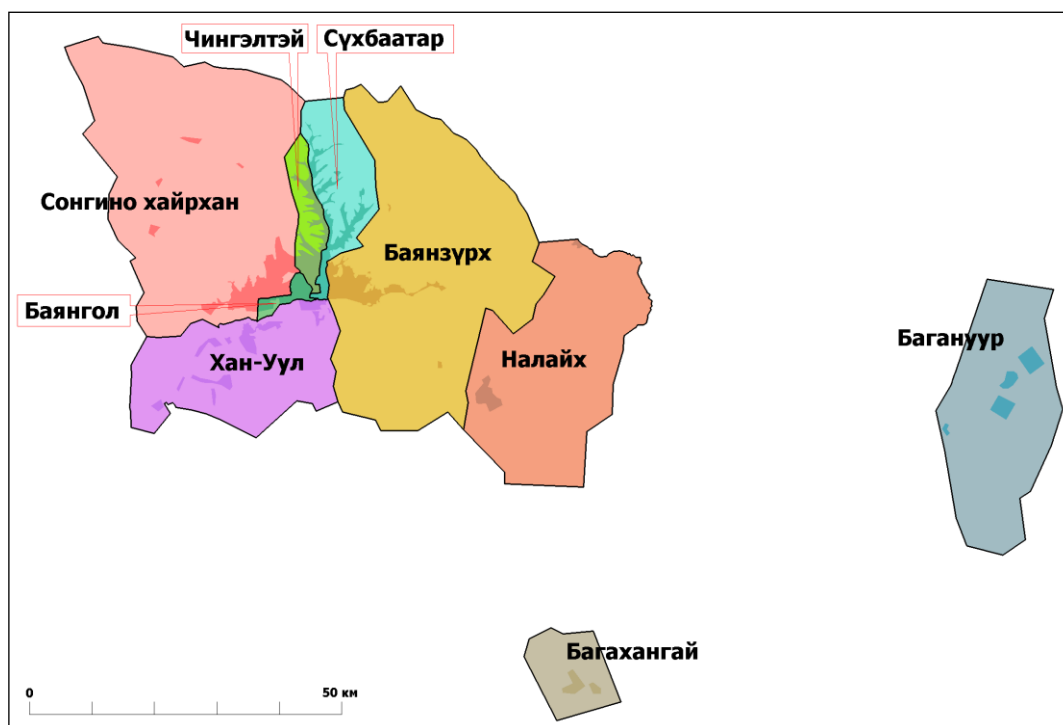 Чингэлтэй
Сүхбаатар
Сонгино хайрхан
Баянзүрх
Баянгол
Хан-Уул
Налайх
Багануур
Багахангай
0
50 км